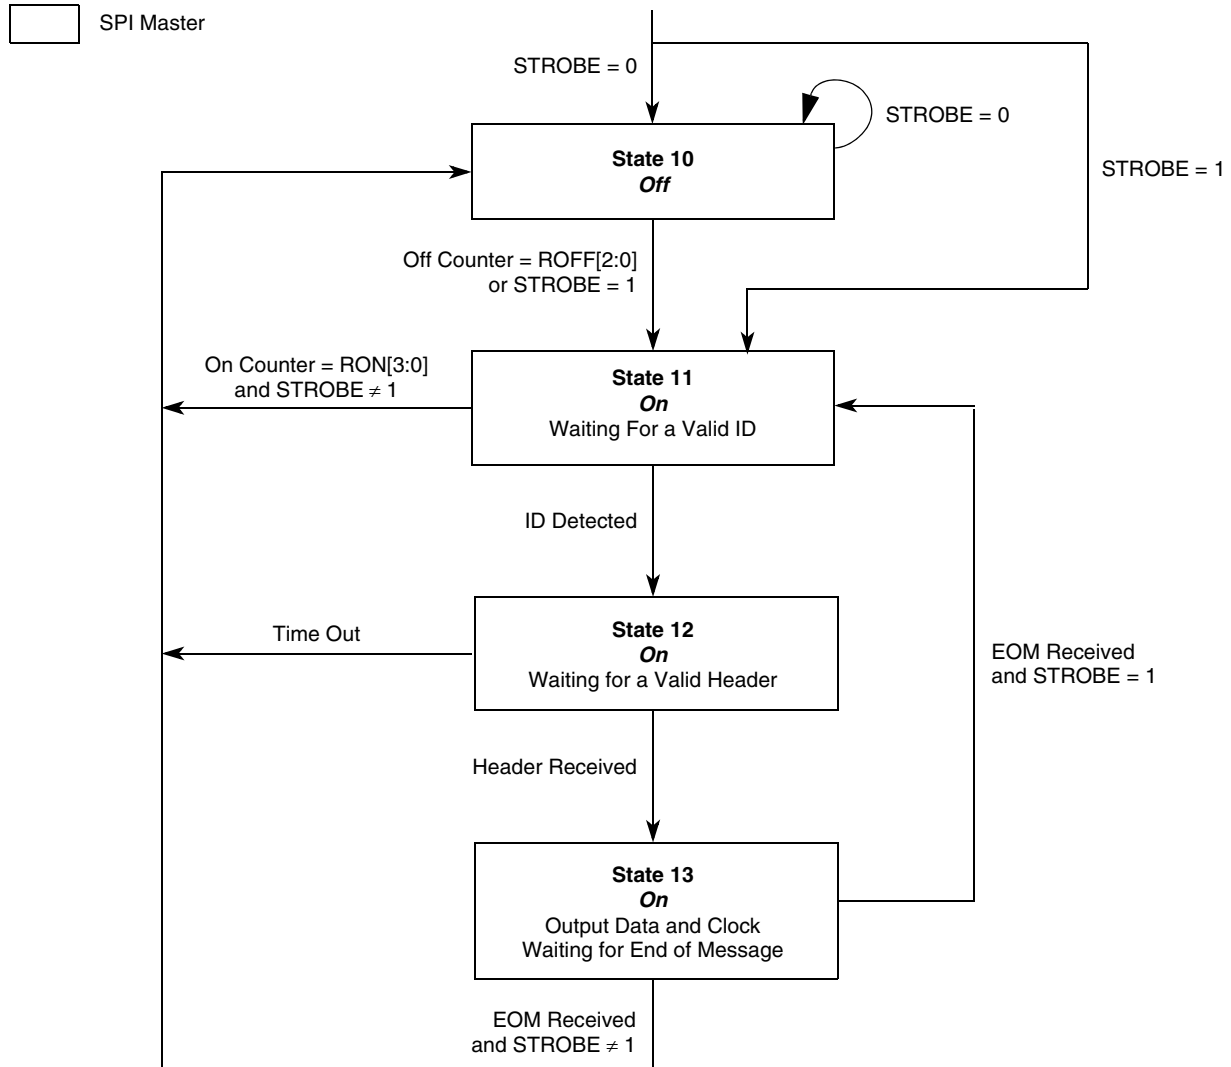 SPI Master
STROBE = 0
STROBE = 0
STROBE = 1
State 10
Off
Off Counter = ROFF[2:0]
or STROBE = 1
On Counter = RON[3:0]
and STROBE ≠ 1
State 11
On
Waiting For a Valid ID
ID Detected
Time Out
State 12
On
Waiting for a Valid Header
EOM Received
and STROBE = 1
Header Received
State 13
On
Output Data and Clock
Waiting for End of Message
EOM Received
and STROBE ≠ 1